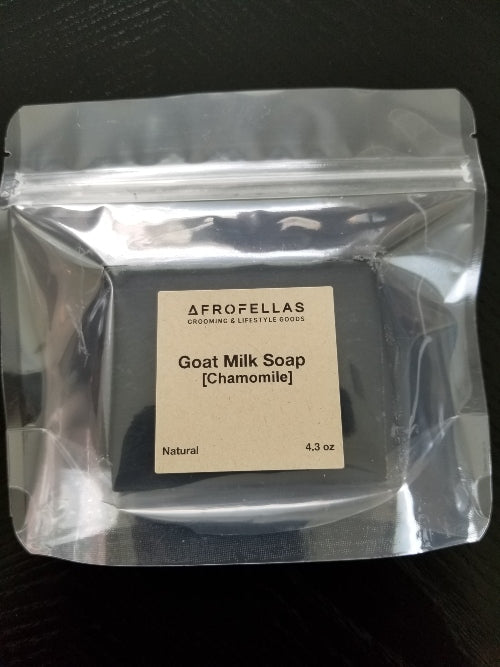 AFROFELLAS
GROOMING & LIFESTYLE GOODS
Goat Milk Soap
[Chamomile]
Natural 4.3 oz